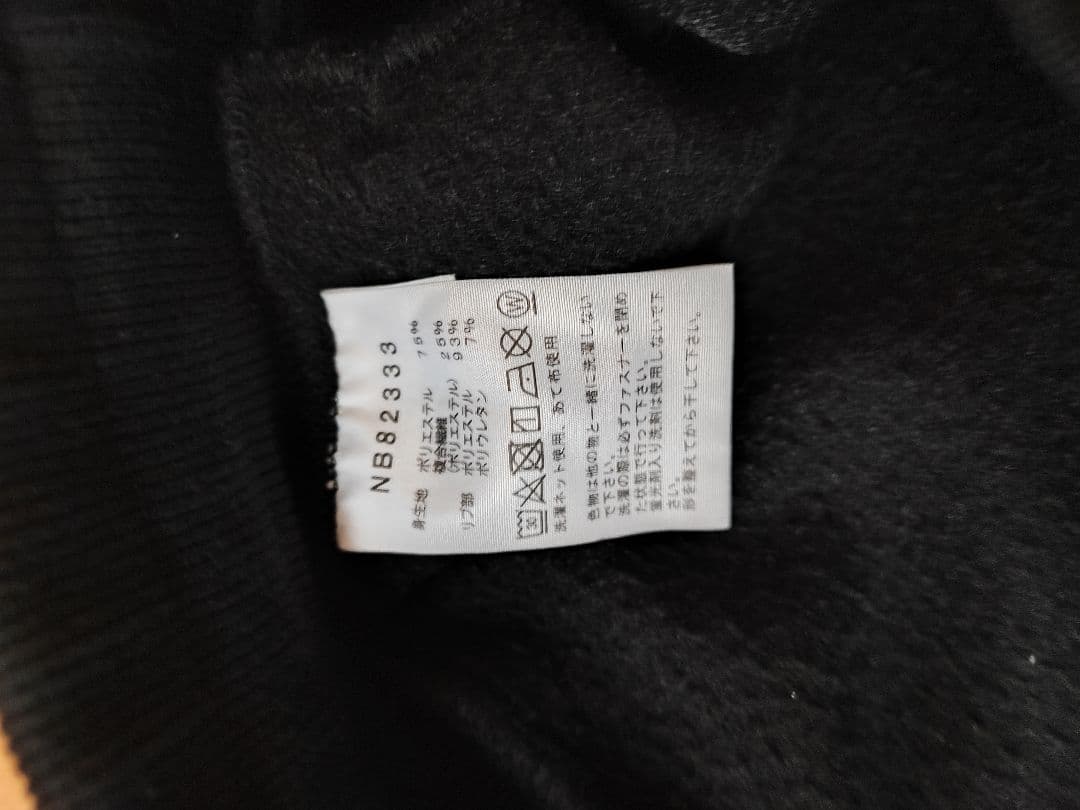 NB82333
身生地 ポリエステル 75%
複合繊維
(ポリエステル) 25%
リブ部 ポリエステル 93%
ポリウレタン 7%
30 W
洗濯ネット使用、あて布使用
色物は他の物と一緒に洗濯しない
で下さい。
洗濯の際は必ずファスナーを閉め
た状態で行って下さい。
蛍光剤入り洗剤は使用しないで下
さい。
形を整えてから干して下さい。